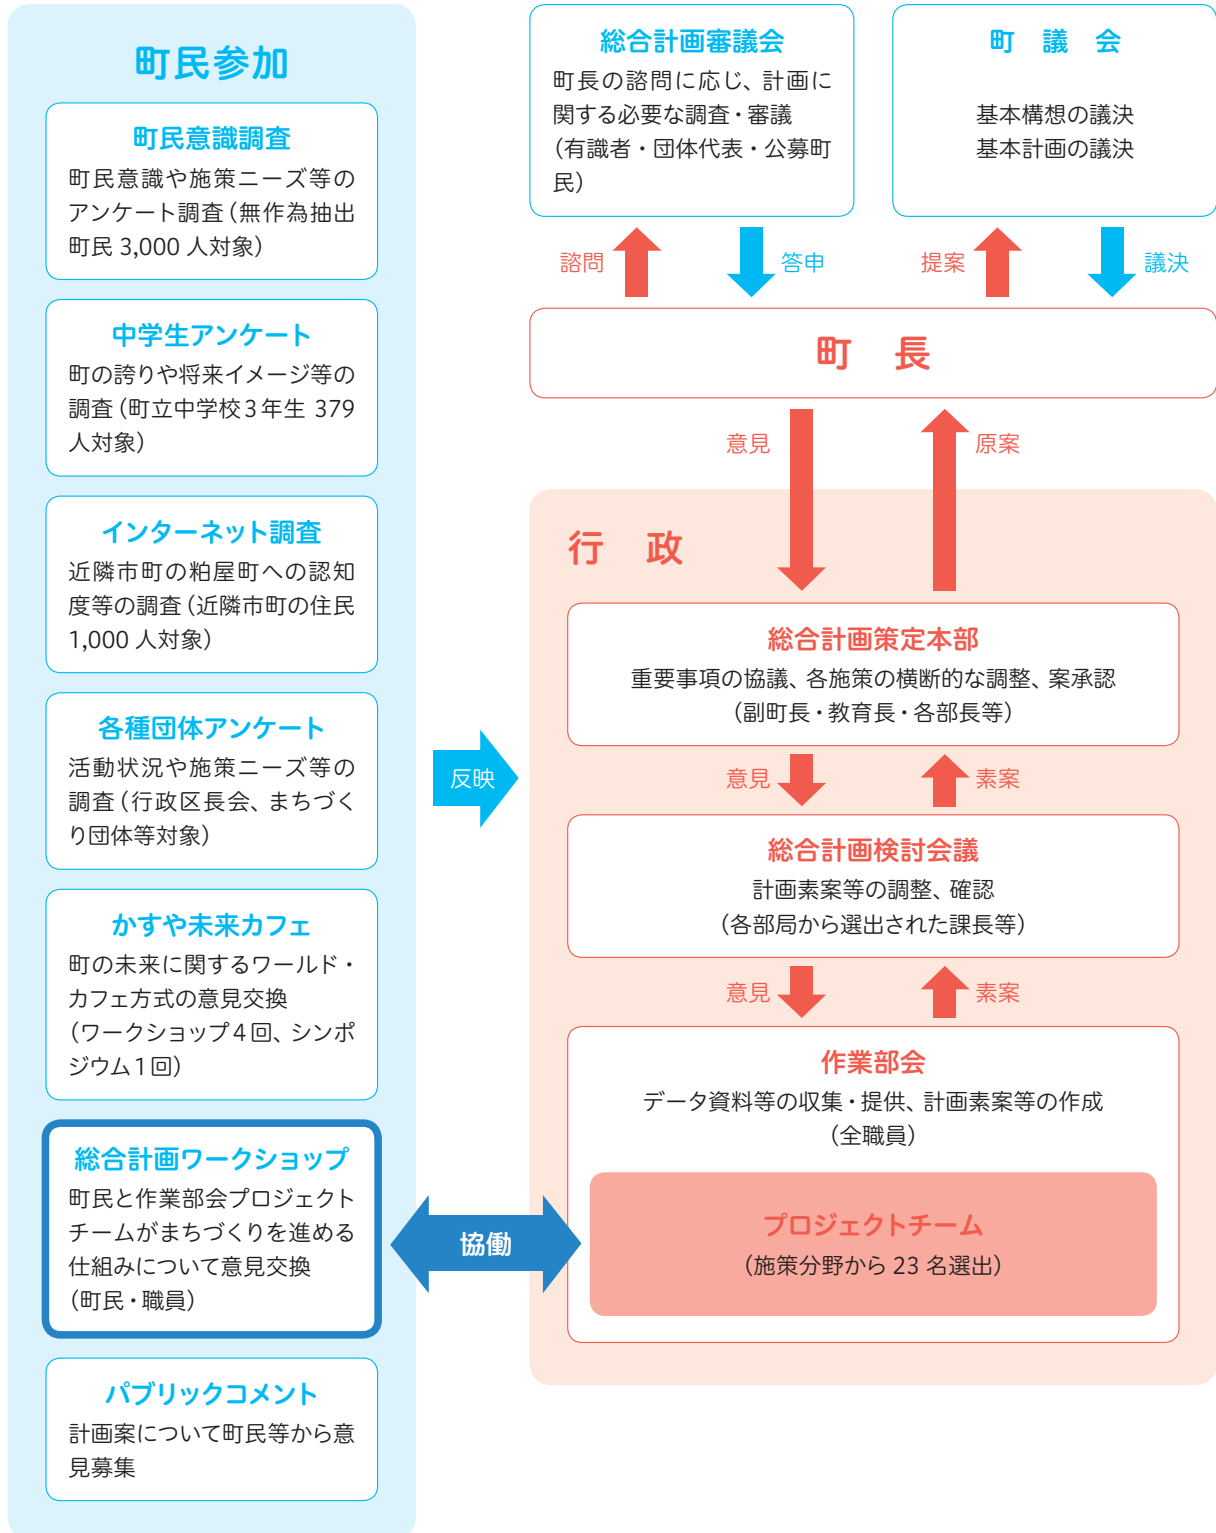 町民参加
町民意識調査
町民意識や施策ニーズ等の
アンケート調査（無作為抽出
町民 3,000 人対象）
中学生アンケート
町の誇りや将来イメージ等の
調査（町立中学校３年生 379
人対象）
インターネット調査
近隣市町の粕屋町への認知
度等の調査（近隣市町の住民
1,000 人対象）
各種団体アンケート
活動状況や施策ニーズ等の
調査（行政区長会、まちづく
り団体等対象）
かすや未来カフェ
町の未来に関するワールド・
カフェ方式の意見交換
（ワークショップ４回、シンポ
ジウム１回）
総合計画ワークショップ
町民と作業部会プロジェクト
チームがまちづくりを進める
仕組みについて意見交換
（町民・職員）
パブリックコメント
計画案について町民等から意
見募集
反映
協働
総合計画審議会
町長の諮問に応じ、計画に
関する必要な調査・審議
（有識者・団体代表・公募町
民）
町　議　会
基本構想の議決
基本計画の議決
諮問
答申
提案
議決
町　長
意見
原案
行　政
総合計画策定本部
重要事項の協議、各施策の横断的な調整、案承認
（副町長・教育長・各部長等）
意見
素案
総合計画検討会議
計画素案等の調整、確認
（各部局から選出された課長等）
意見
素案
作業部会
データ資料等の収集・提供、計画素案等の作成
（全職員）
プロジェクトチーム
（施策分野から 23 名選出）